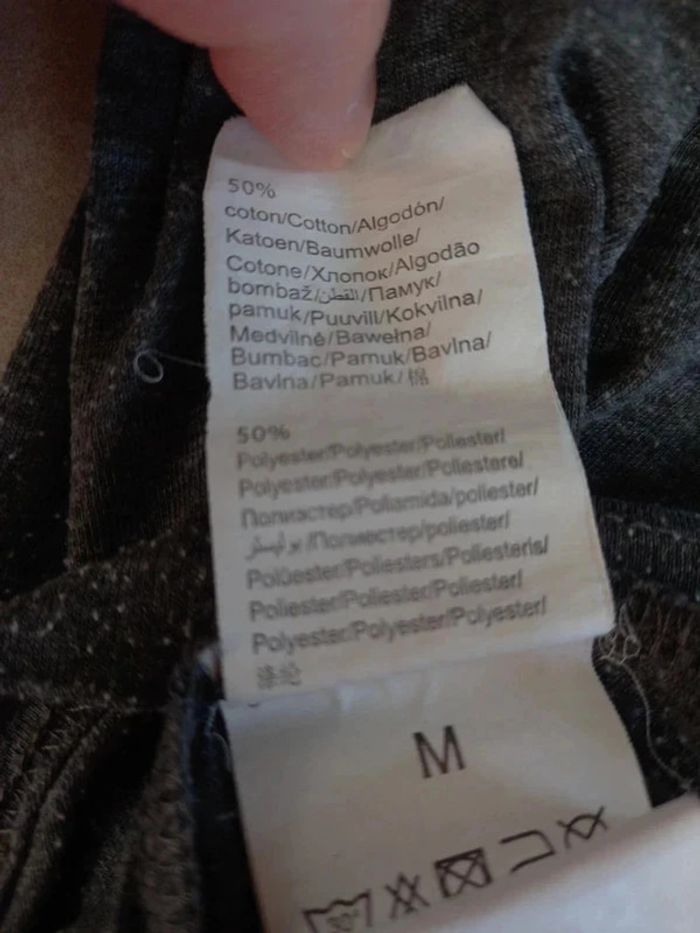 50%
coton/Cotton/Algodón/
Katoen/Baumwolle/
Cotone/Хлопок/Algodão
bombaž/القطن/Памук/
pamuk/Puuvill/Kokvilna/
Medvilnė/Bawełna/
Bumbac/Pamuk/Bavlna/
Bavlna/Pamuk/棉
50%
Polyester/Polyester/Poliester/
Polyester/Polyester/Poliestere/
Полиэстер/Poliamida/poliester/
بوليستر/Полиестер/poliester/
Polüester/Poliesters/Poliesteris/
Poliester/Poliester/Poliester/
Polyester/Polyester/Polyester/
涤纶
M